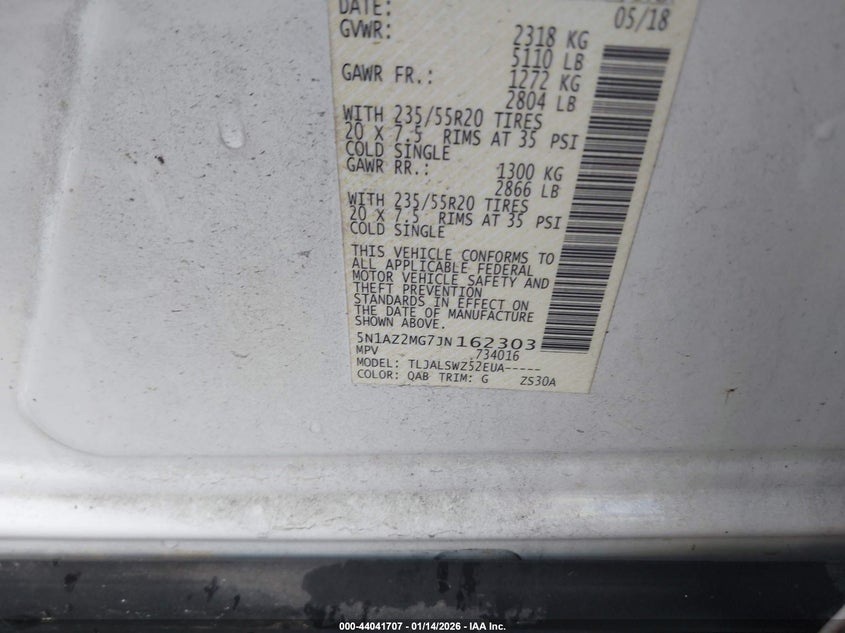 DATE: 05/18
GVWR: 2318 KG
5110 LB
GAWR FR.: 1272 KG
2804 LB
WITH 235/55R20 TIRES
20 X 7.5 RIMS AT 35 PSI
COLD SINGLE
GAWR RR.: 1300 KG
2866 LB
WITH 235/55R20 TIRES
20 X 7.5 RIMS AT 35 PSI
COLD SINGLE
THIS VEHICLE CONFORMS TO
ALL APPLICABLE FEDERAL
MOTOR VEHICLE SAFETY AND
THEFT PREVENTION
STANDARDS IN EFFECT ON
THE DATE OF MANUFACTURE
SHOWN ABOVE.
5N1AZ2MG7JN162303
MPV 734016
MODEL: TLJALSWZ52EUA-----
COLOR: QAB TRIM: G ZS30A
000-44041707 - 01/14/2026 - IAA Inc.